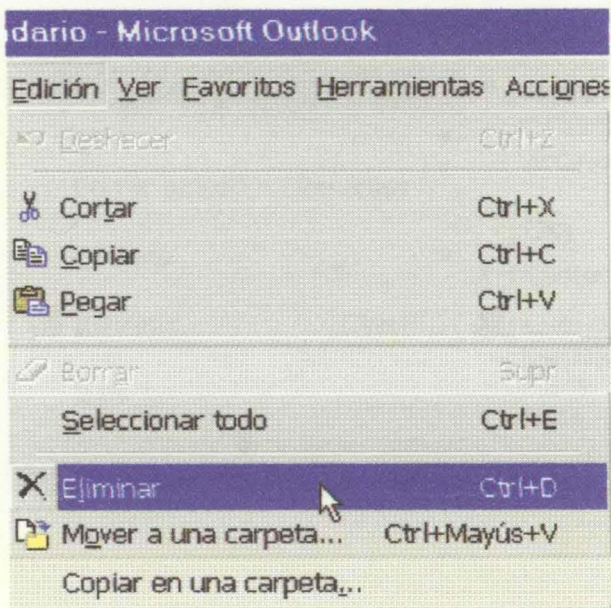 dario - Microsoft Outlook
Edición Ver Favoritos Herramientas Acciones
Deshacer Ctrl+Z
Cortar Ctrl+X
Copiar Ctrl+C
Pegar Ctrl+V
Borrar Supr
Seleccionar todo Ctrl+E
Eliminar Ctrl+D
Mover a una carpeta... Ctrl+Mayús+V
Copiar en una carpeta...